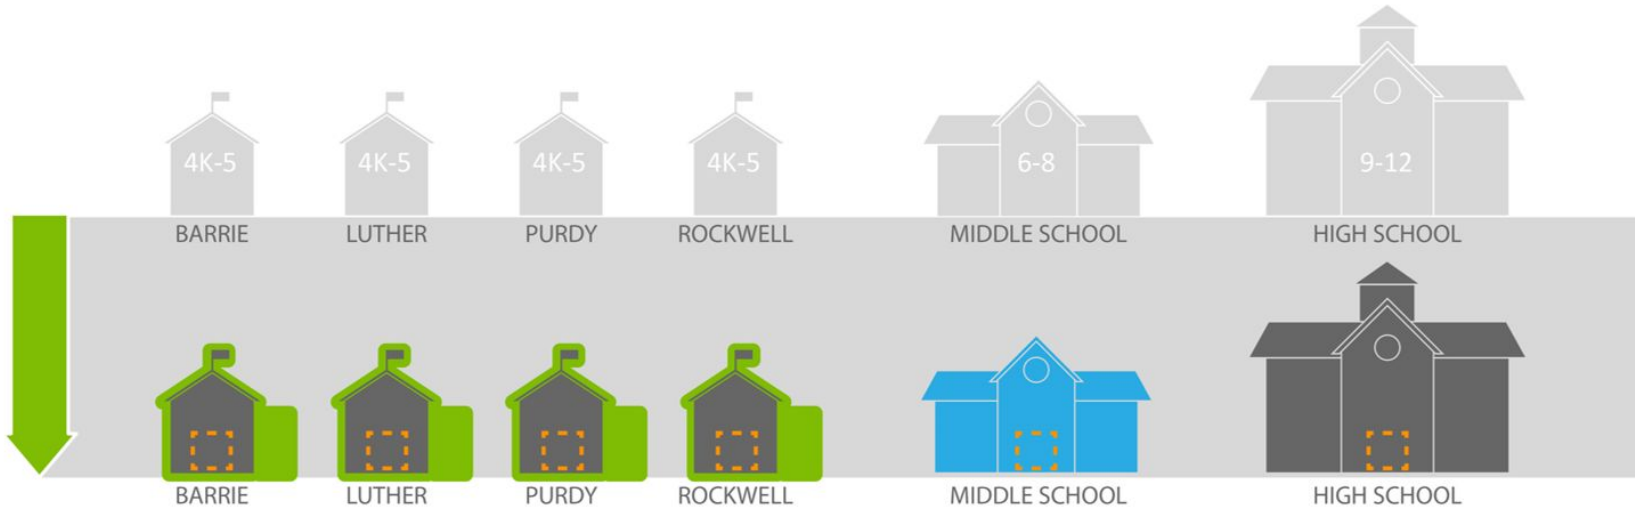 4K-5 4K-5 4K-5 4K-5 6-8 9-12
BARRIE LUTHER PURDY ROCKWELL MIDDLE SCHOOL HIGH SCHOOL
BARRIE LUTHER PURDY ROCKWELL MIDDLE SCHOOL HIGH SCHOOL